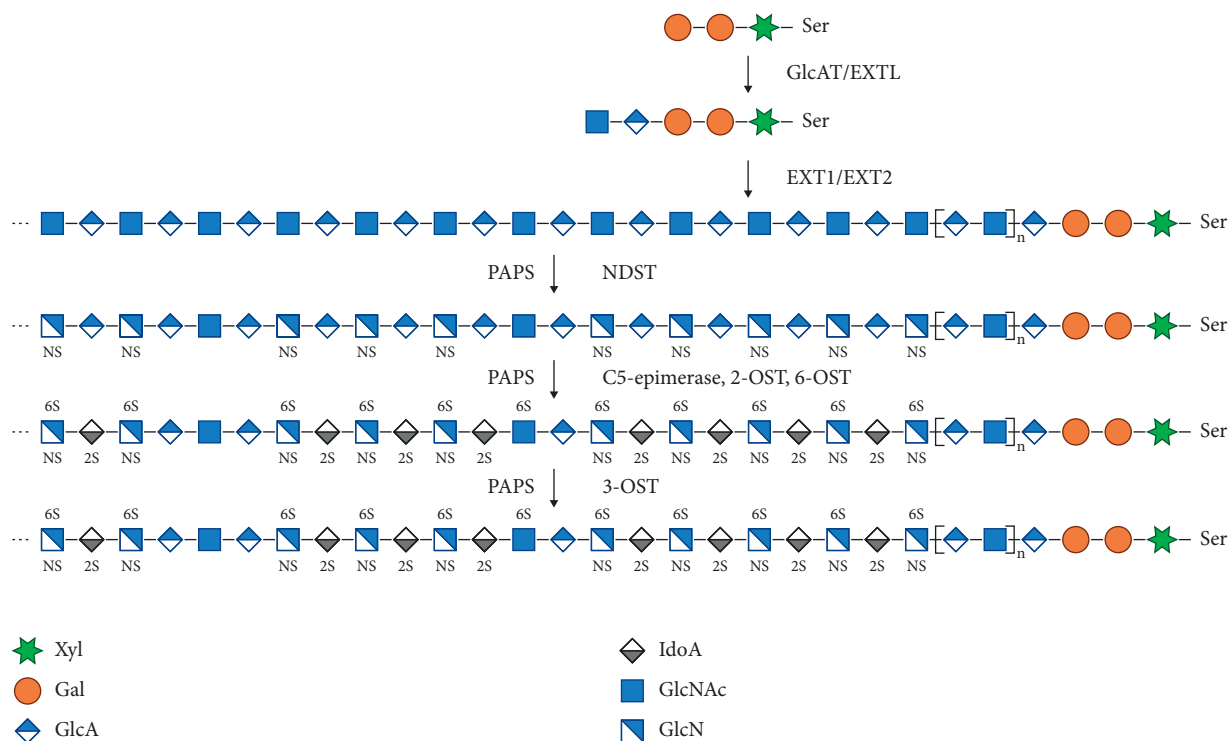 Ser
GlcAT/EXTL
Ser
EXT1/EXT2
... n Ser
PAPS NDST
... n Ser
NS NS NS NS NS NS NS NS NS NS
PAPS C5-epimerase, 2-OST, 6-OST
6S 6S 6S 6S 6S 6S 6S 6S 6S 6S 6S
... n Ser
NS 2S NS NS 2S NS 2S NS 2S NS 2S NS 2S NS 2S NS 2S NS
PAPS 3-OST
6S 6S 6S 6S 6S 6S 6S 6S 6S 6S 6S
... n Ser
NS 2S NS NS 2S NS 2S NS 2S NS 2S NS 2S NS 2S NS 2S NS
Xyl IdoA
Gal GlcNAc
GlcA GlcN